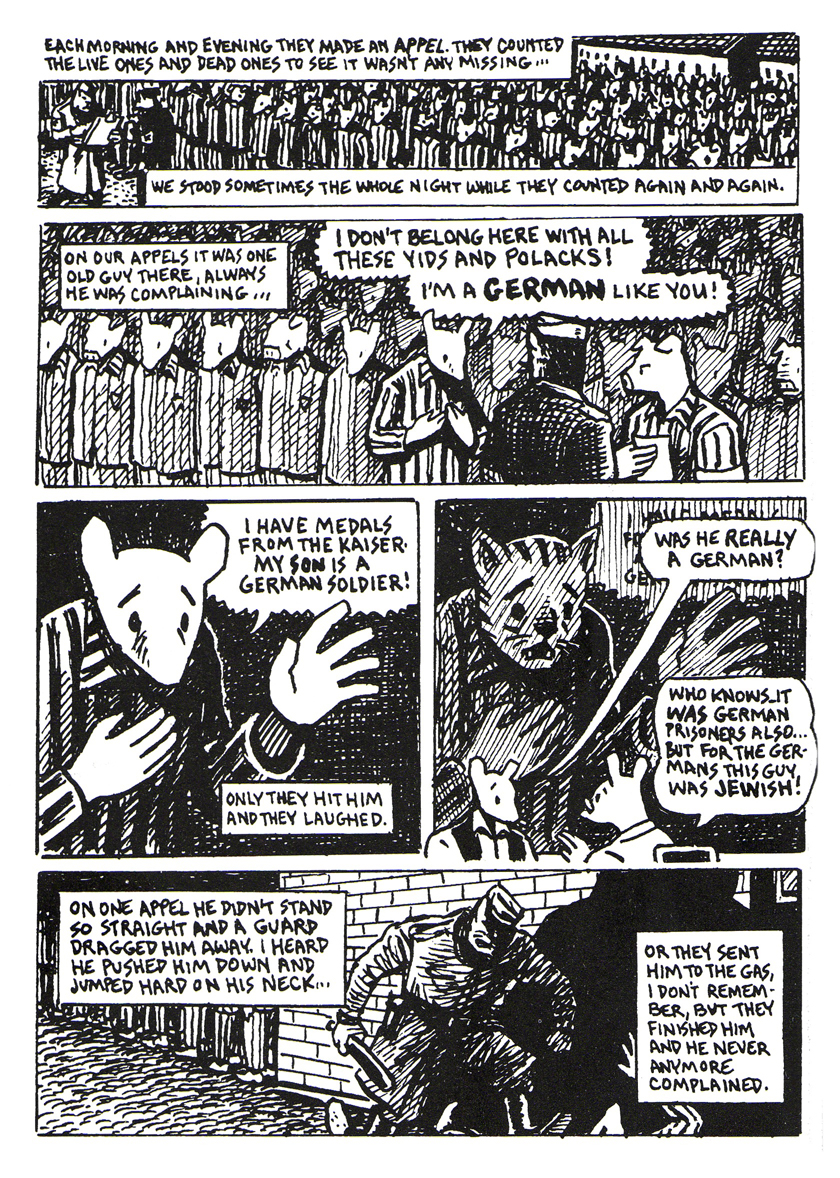 EACH MORNING AND EVENING THEY MADE AN APPEL. THEY COUNTED
THE LIVE ONES AND DEAD ONES TO SEE IT WASN'T ANY MISSING...
WE STOOD SOMETIMES THE WHOLE NIGHT WHILE THEY COUNTED AGAIN AND AGAIN.
ON OUR APPELS IT WAS ONE
OLD GUY THERE, ALWAYS
HE WAS COMPLAINING...
I DON'T BELONG HERE WITH ALL
THESE YIDS AND POLACKS!
I'M A GERMAN LIKE YOU!
I HAVE MEDALS
FROM THE KAISER.
MY SON IS A
GERMAN SOLDIER!
ONLY THEY HIT HIM
AND THEY LAUGHED.
WAS HE REALLY
A GERMAN?
WHO KNOWS..IT
WAS GERMAN
PRISONERS ALSO...
BUT FOR THE GER-
MANS THIS GUY
WAS JEWISH!
ON ONE APPEL HE DIDN'T STAND
SO STRAIGHT AND A GUARD
DRAGGED HIM AWAY. I HEARD
HE PUSHED HIM DOWN AND
JUMPED HARD ON HIS NECK...
OR THEY SENT
HIM TO THE GAS,
I DON'T REMEM-
BER, BUT THEY
FINISHED HIM
AND HE NEVER
ANYMORE
COMPLAINED.